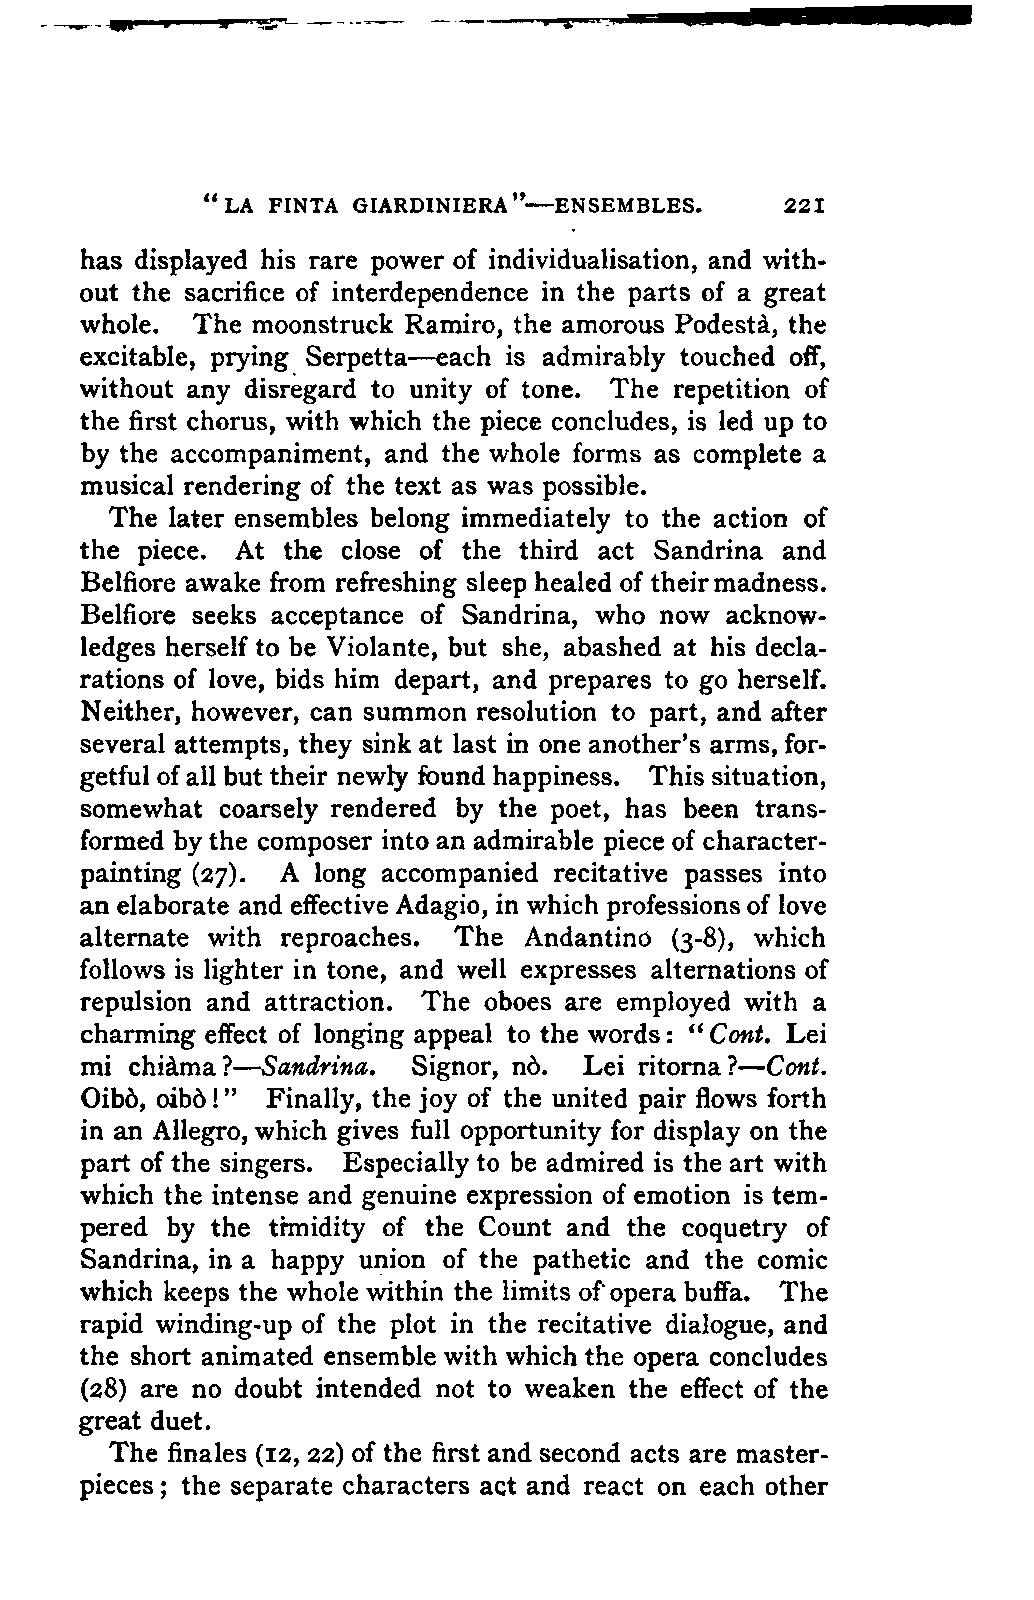 “LA FINTA GIARDINIERA”—ENSEMBLES. 221
has displayed his rare power of individualisation, and with-
out the sacrifice of interdependence in the parts of a great
whole. The moonstruck Ramiro, the amorous Podestà, the
excitable, prying Serpetta—each is admirably touched off,
without any disregard to unity of tone. The repetition of
the first chorus, with which the piece concludes, is led up to
by the accompaniment, and the whole forms as complete a
musical rendering of the text as was possible.
The later ensembles belong immediately to the action of
the piece. At the close of the third act Sandrina and
Belfiore awake from refreshing sleep healed of their madness.
Belfiore seeks acceptance of Sandrina, who now acknow-
ledges herself to be Violante, but she, abashed at his decla-
rations of love, bids him depart, and prepares to go herself.
Neither, however, can summon resolution to part, and after
several attempts, they sink at last in one another's arms, for-
getful of all but their newly found happiness. This situation,
somewhat coarsely rendered by the poet, has been trans-
formed by the composer into an admirable piece of character-
painting (27). A long accompanied recitative passes into
an elaborate and effective Adagio, in which professions of love
alternate with reproaches. The Andantino (3-8), which
follows is lighter in tone, and well expresses alternations of
repulsion and attraction. The oboes are employed with a
charming effect of longing appeal to the words: “Cont. Lei
mi chiàma?—Sandrina. Signor, nò. Lei ritorna?—Cont.
Oibò, oibò!” Finally, the joy of the united pair flows forth
in an Allegro, which gives full opportunity for display on the
part of the singers. Especially to be admired is the art with
which the intense and genuine expression of emotion is tem-
pered by the timidity of the Count and the coquetry of
Sandrina, in a happy union of the pathetic and the comic
which keeps the whole within the limits of opera buffa. The
rapid winding-up of the plot in the recitative dialogue, and
the short animated ensemble with which the opera concludes
(28) are no doubt intended not to weaken the effect of the
great duet.
The finales (12, 22) of the first and second acts are master-
pieces; the separate characters act and react on each other